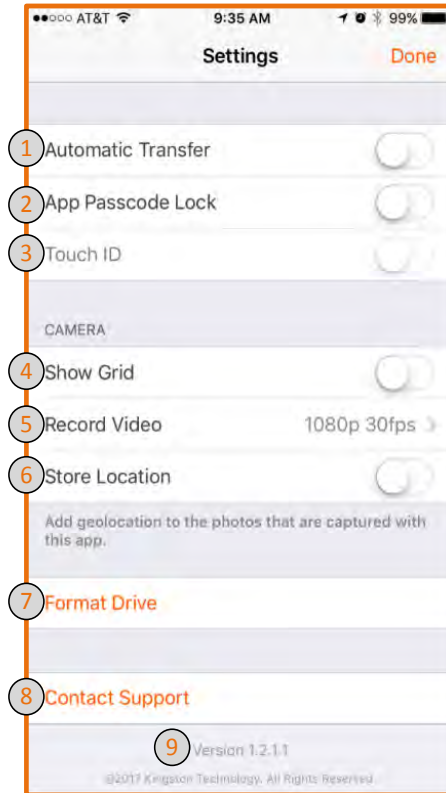 ●●○○○ AT&T 9:35 AM 99%
Settings Done
1 Automatic Transfer
2 App Passcode Lock
3 Touch ID
CAMERA
4 Show Grid
5 Record Video 1080p 30fps >
6 Store Location
Add geolocation to the photos that are captured with
this app.
7 Format Drive
8 Contact Support
9 Version 1.2.1.1
©2017 Kingston Technology. All Rights Reserved